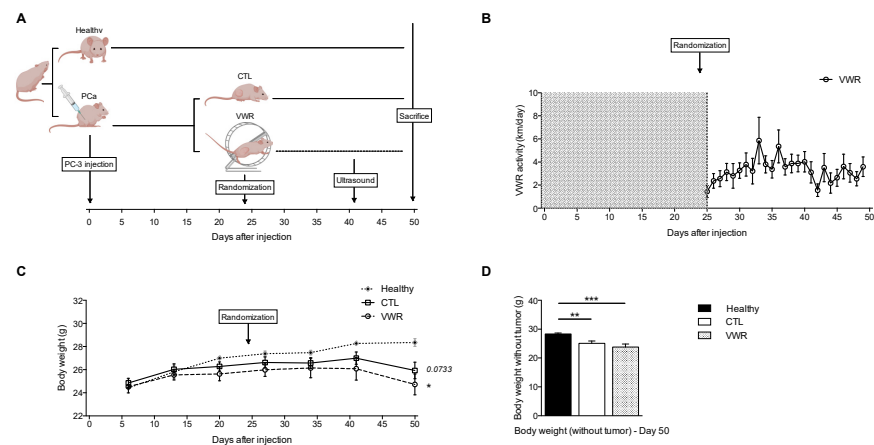 A
Healthy
PCa
CTL
VWR
PC-3 injection
Randomization
Ultrasound
Sacrifice
0 5 10 15 20 25 30 35 40 45 50
Days after injection
B
Randomization
VWR
VWR activity (km/day)
10
8
6
4
2
0
0 5 10 15 20 25 30 35 40 45 50
Days after injection
C
Healthy
CTL
VWR
Randomization
Body weight (g)
28
26
24
22
0.0733
*
0 5 10 15 20 25 30 35 40 45 50
Days after injection
D
Body weight without tumor (g)
40
30
20
10
0
***
**
Healthy
CTL
VWR
Body weight (without tumor) - Day 50